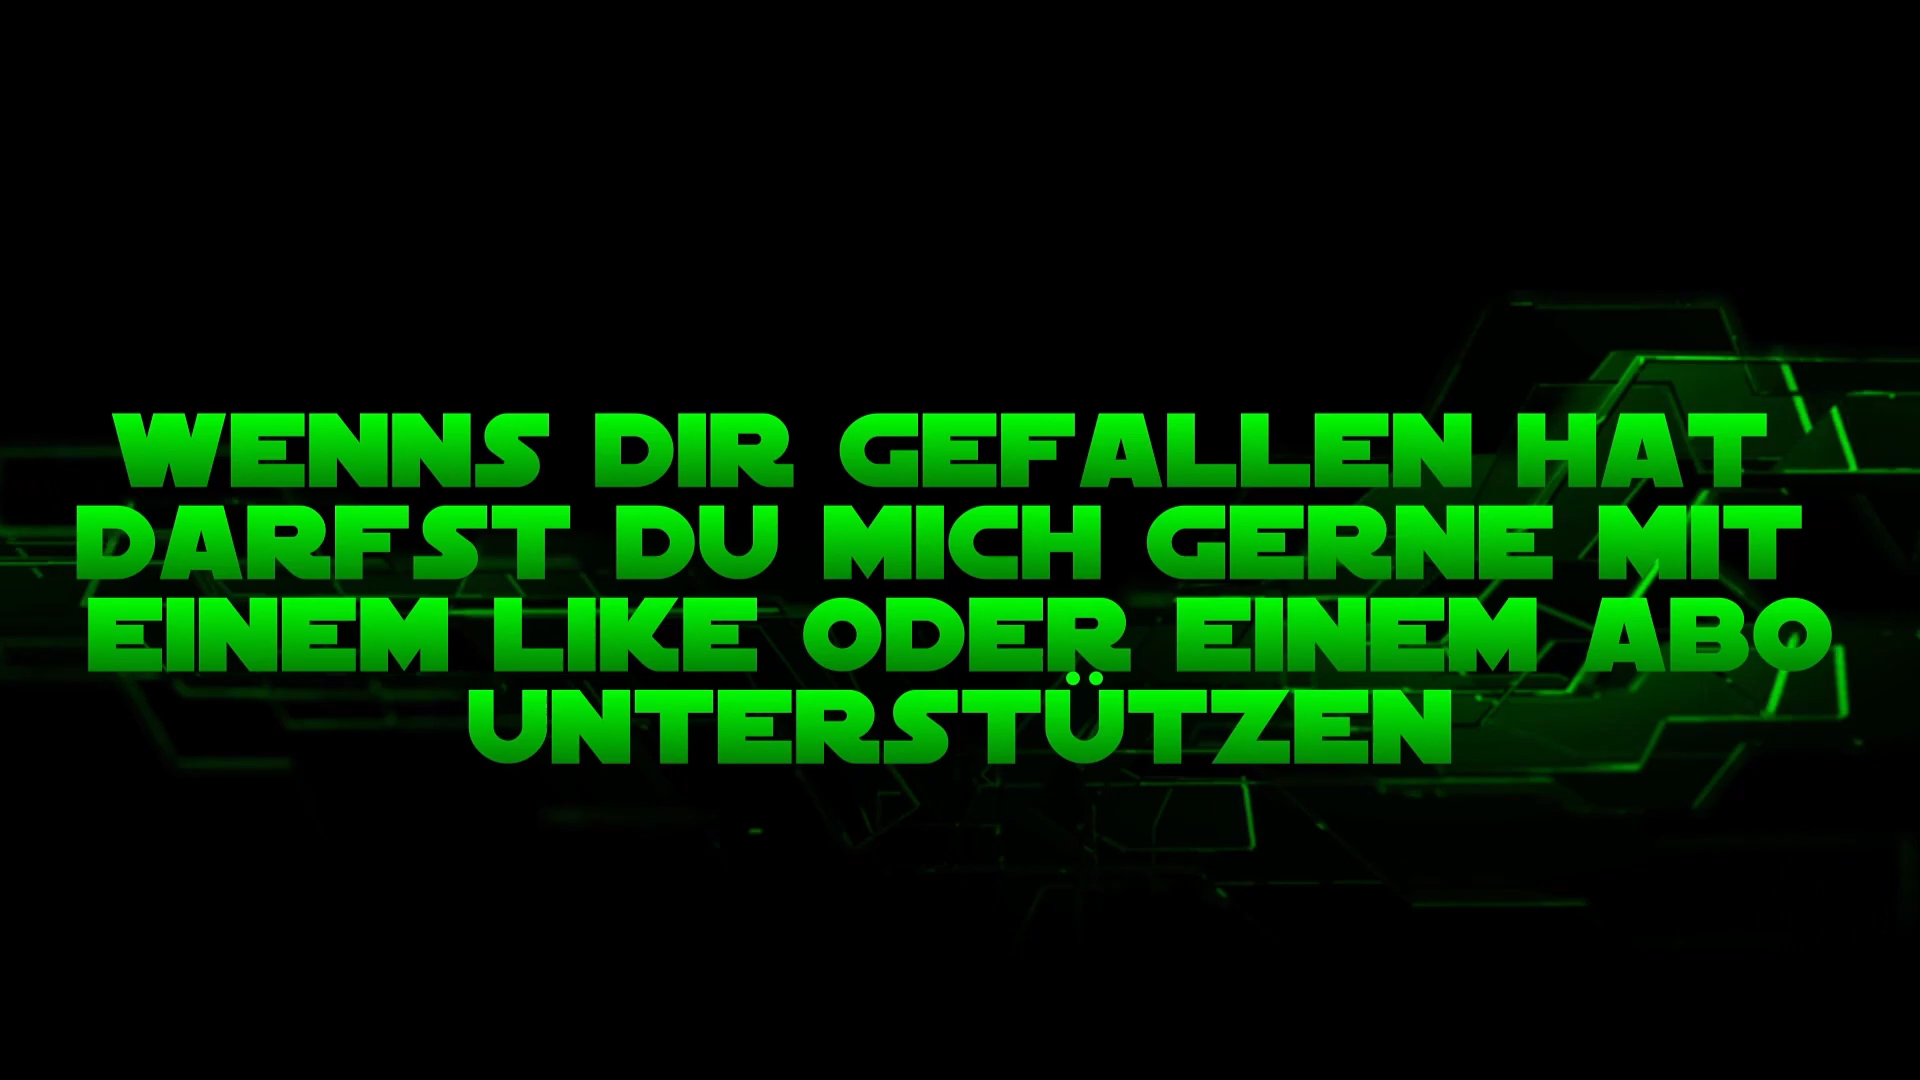 WENNS DIR GEFALLEN HAT
DARFST DU MICH GERNE MIT
EINEM LIKE ODER EINEM ABO
UNTERSTÜTZEN